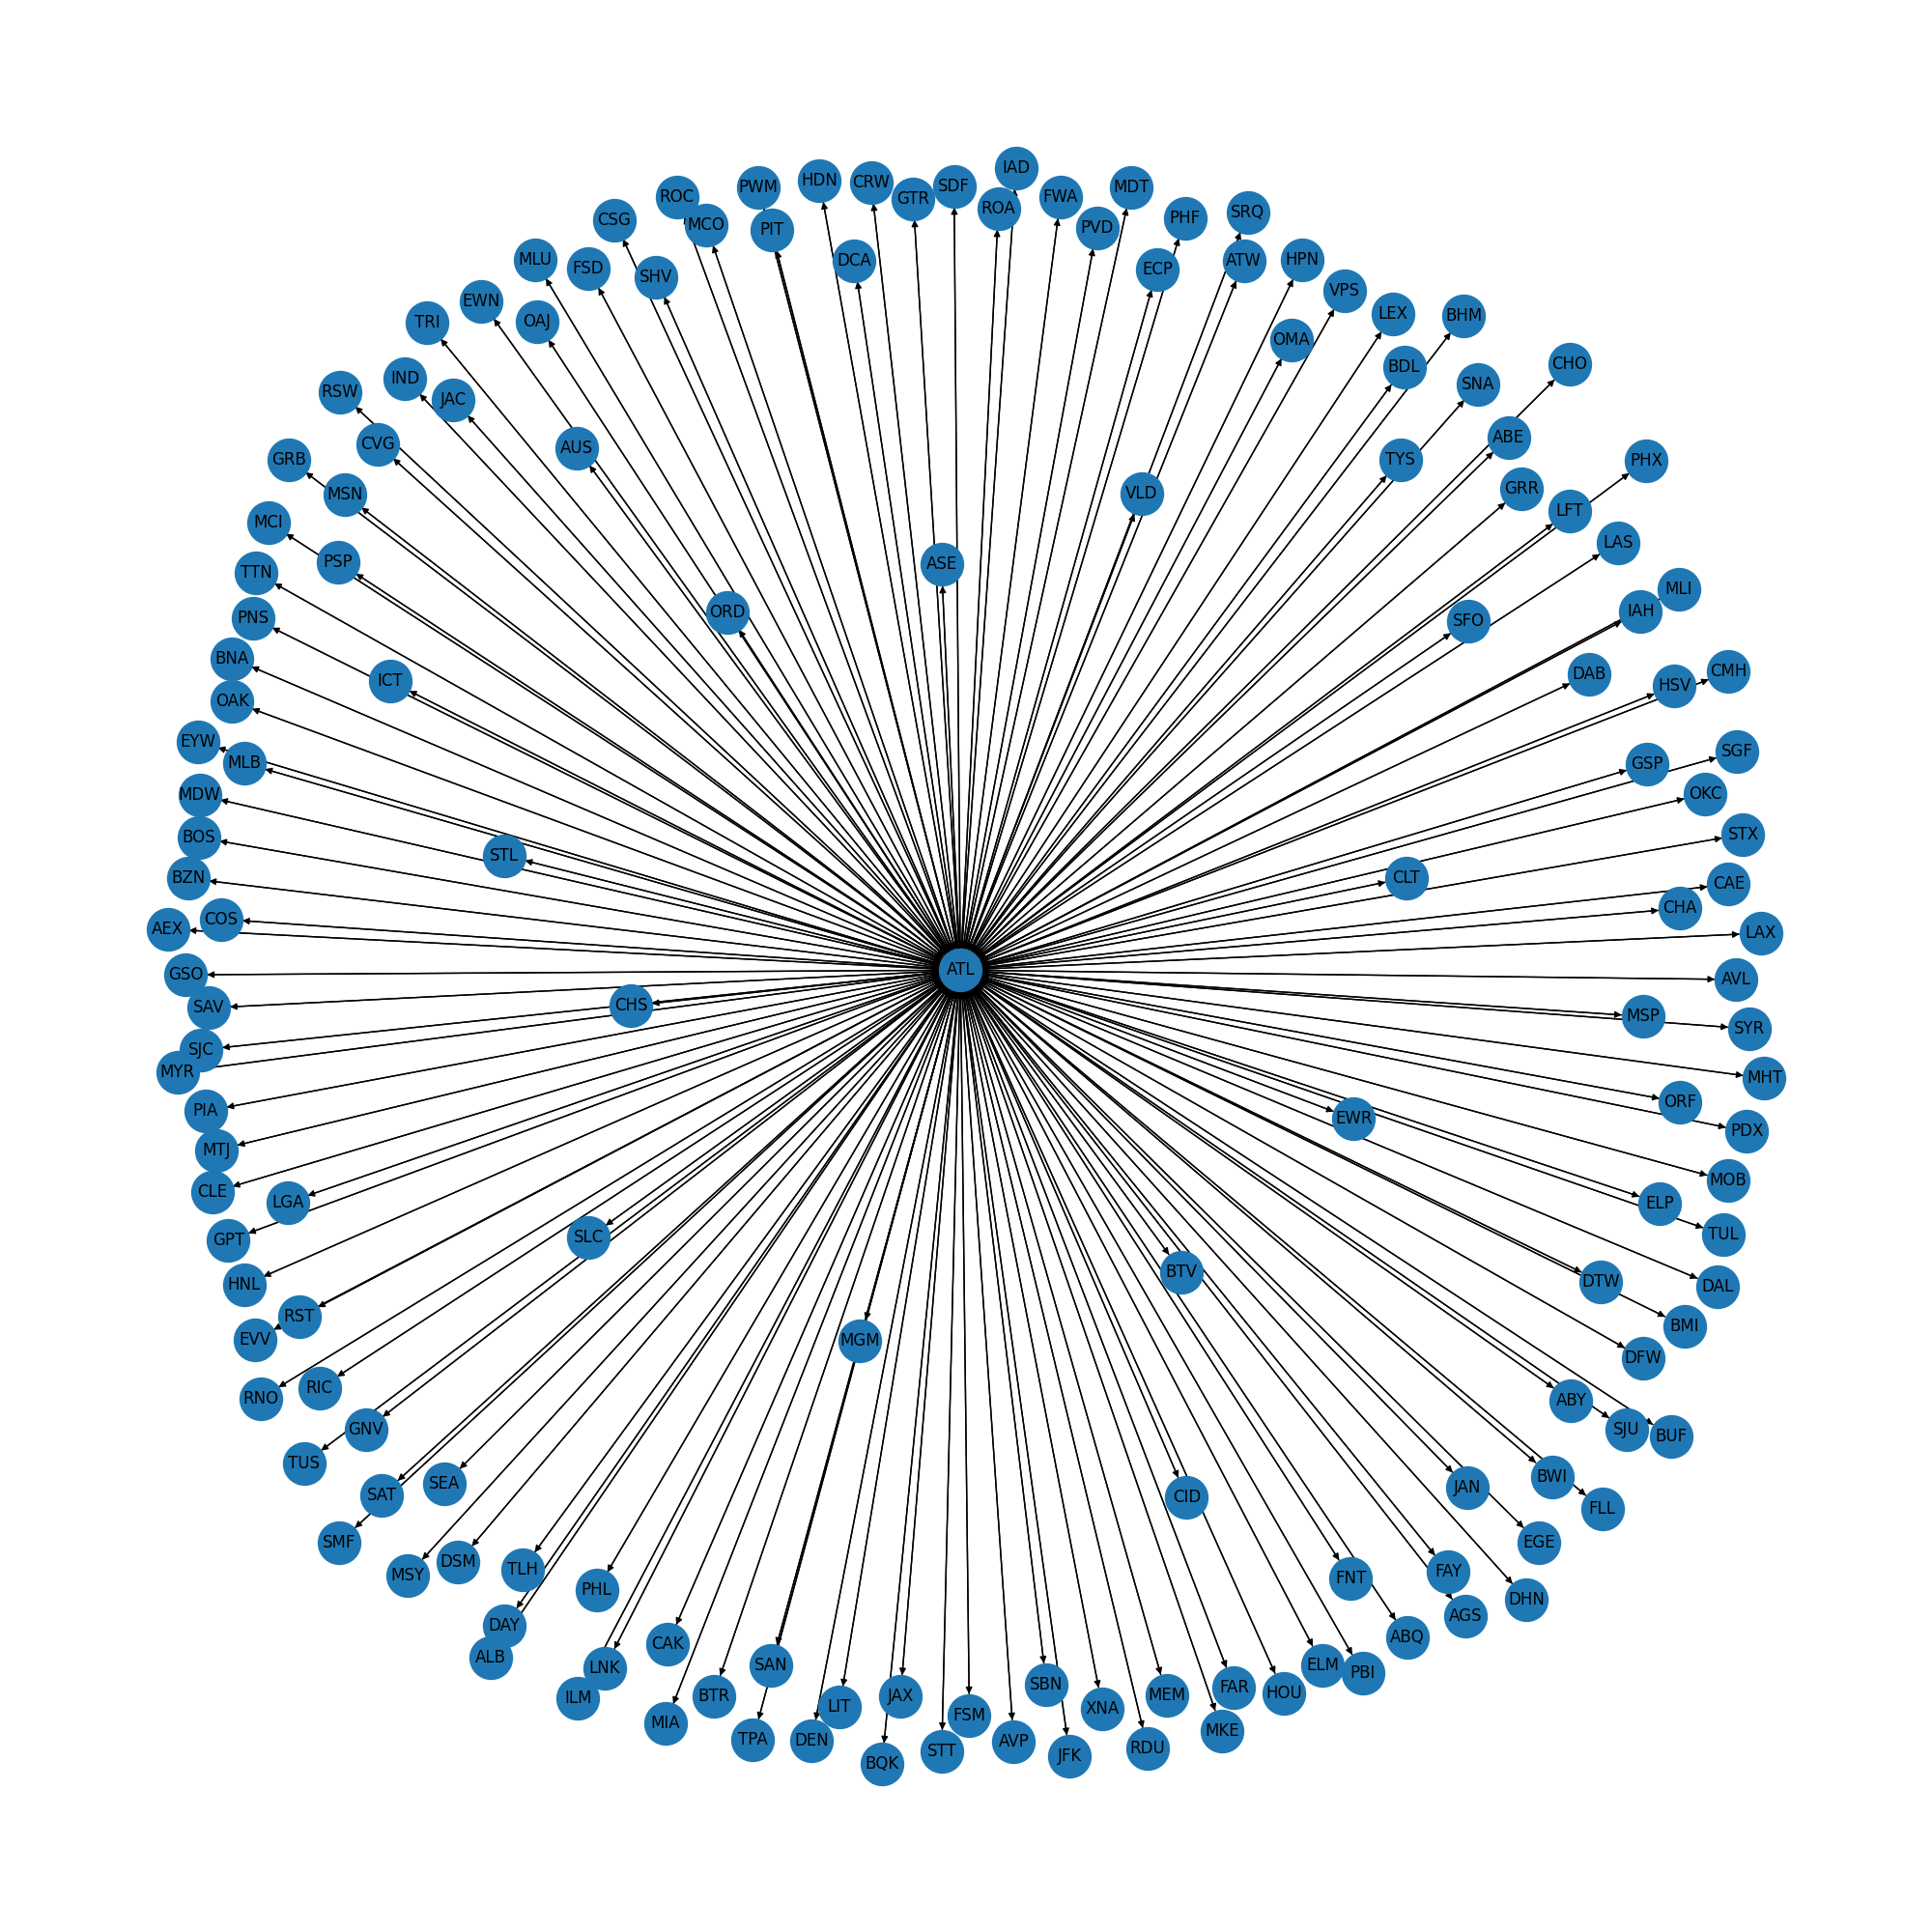 IAD
HDN
CRW
SDF
PWM
MDT
ROC
FWA
GTR
ROA
SRQ
PHF
CSG
MCO
PVD
PIT
MLU
DCA
ATW
HPN
FSD
ECP
SHV
VPS
EWN
LEX
BHM
TRI
OAJ
OMA
CHO
BDL
IND
SNA
RSW
JAC
ABE
CVG
AUS
GRB
TYS
PHX
MSN
VLD
GRR
LFT
MCI
LAS
PSP
ASE
TTN
MLI
ORD
IAH
PNS
SFO
BNA
CMH
DAB
ICT
HSV
OAK
EYW
SGF
MLB
GSP
MDW
OKC
STX
BOS
STL
BZN
CLT
CAE
CHA
COS
AEX
LAX
ATL
GSO
AVL
CHS
SAV
MSP
SYR
SJC
MYR
MHT
ORF
PIA
EWR
PDX
MTJ
MOB
CLE
LGA
ELP
TUL
SLC
GPT
BTV
DTW
HNL
DAL
RST
BMI
EVV
MGM
DFW
RIC
RNO
ABY
GNV
SJU
BUF
TUS
BWI
SEA
JAN
SAT
CID
FLL
SMF
EGE
DSM
TLH
FAY
MSY
FNT
PHL
DHN
AGS
DAY
ABQ
CAK
ALB
SAN
ELM
LNK
PBI
SBN
FAR
HOU
MEM
BTR
JAX
ILM
LIT
XNA
FSM
MIA
MKE
TPA
DEN
AVP
RDU
STT
JFK
BQK